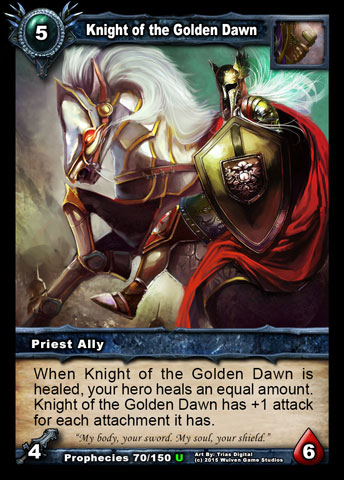 5
Knight of the Golden Dawn
Priest Ally
When Knight of the Golden Dawn is
healed, your hero heals an equal amount.
Knight of the Golden Dawn has +1 attack
for each attachment it has.
"My body, your sword. My soul, your shield."
4
Prophecies 70/150 U
Art By: Trias Digital
(c) 2015 Wulven Game Studios
6